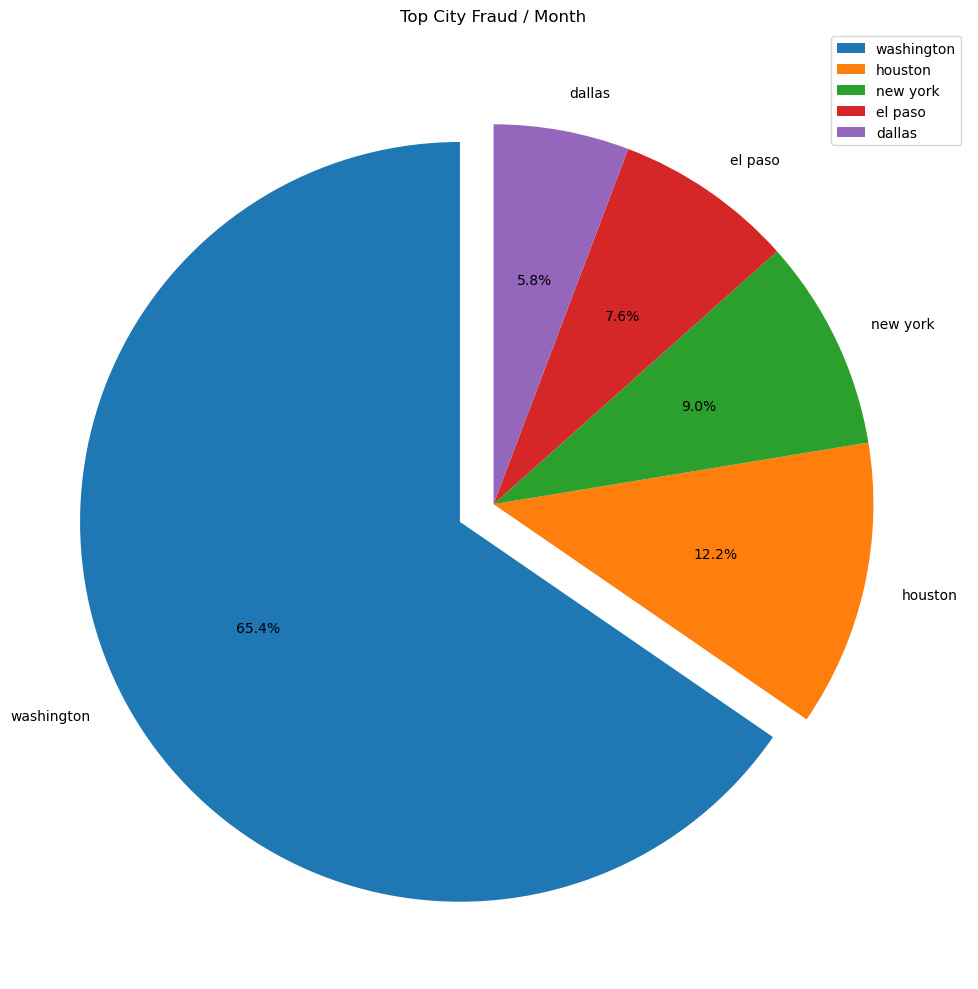 Top City Fraud / Month
washington
houston
new york
el paso
dallas
dallas
el paso
5.8%
7.6%
new york
9.0%
12.2%
houston
65.4%
washington